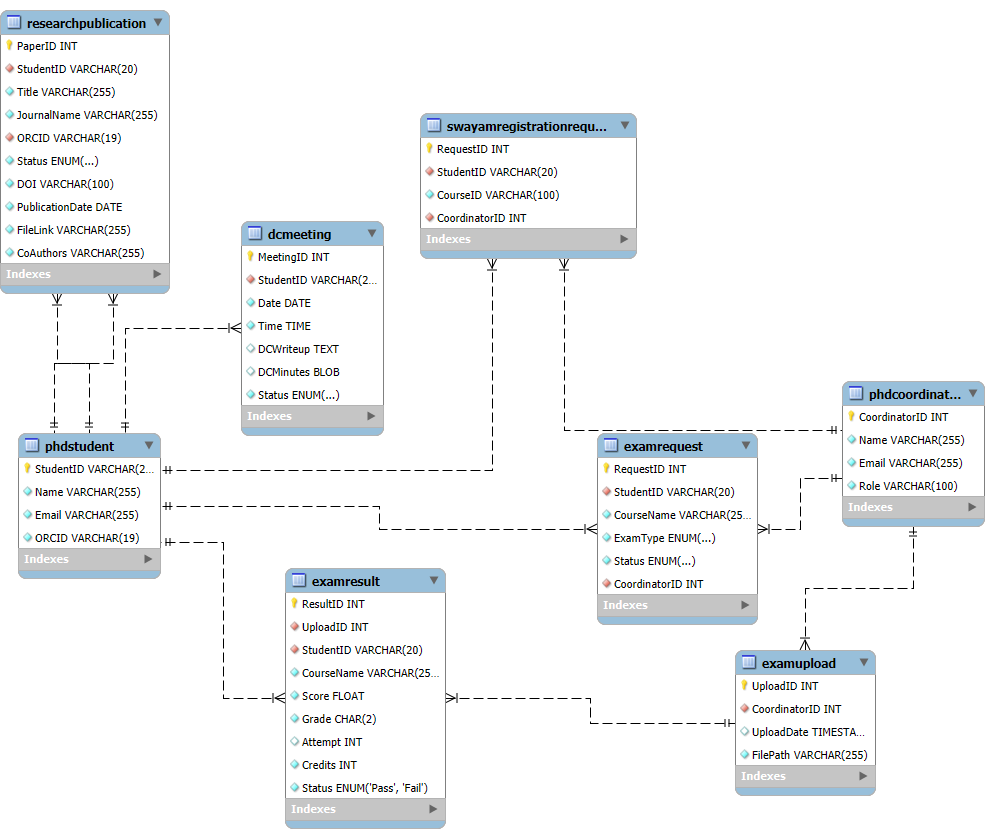 researchpublication
PaperID INT
StudentID VARCHAR(20)
Title VARCHAR(255)
JournalName VARCHAR(255)
ORCID VARCHAR(19)
Status ENUM(...)
DOI VARCHAR(100)
PublicationDate DATE
FileLink VARCHAR(255)
CoAuthors VARCHAR(255)
Indexes
swayamregistrationrequ...
RequestID INT
StudentID VARCHAR(20)
CourseID VARCHAR(100)
CoordinatorID INT
Indexes
dcmeeting
MeetingID INT
StudentID VARCHAR(2...
Date DATE
Time TIME
DCWriteup TEXT
DCMinutes BLOB
Status ENUM(...)
Indexes
phdcoordinat...
CoordinatorID INT
Name VARCHAR(255)
Email VARCHAR(255)
Role VARCHAR(100)
Indexes
phdstudent
StudentID VARCHAR(2...
Name VARCHAR(255)
Email VARCHAR(255)
ORCID VARCHAR(19)
Indexes
examrequest
RequestID INT
StudentID VARCHAR(20)
CourseName VARCHAR(25...
ExamType ENUM(...)
Status ENUM(...)
CoordinatorID INT
Indexes
examresult
ResultID INT
UploadID INT
StudentID VARCHAR(20)
CourseName VARCHAR(25...
Score FLOAT
Grade CHAR(2)
Attempt INT
Credits INT
Status ENUM('Pass', 'Fail')
Indexes
examupload
UploadID INT
CoordinatorID INT
UploadDate TIMESTA...
FilePath VARCHAR(255)
Indexes